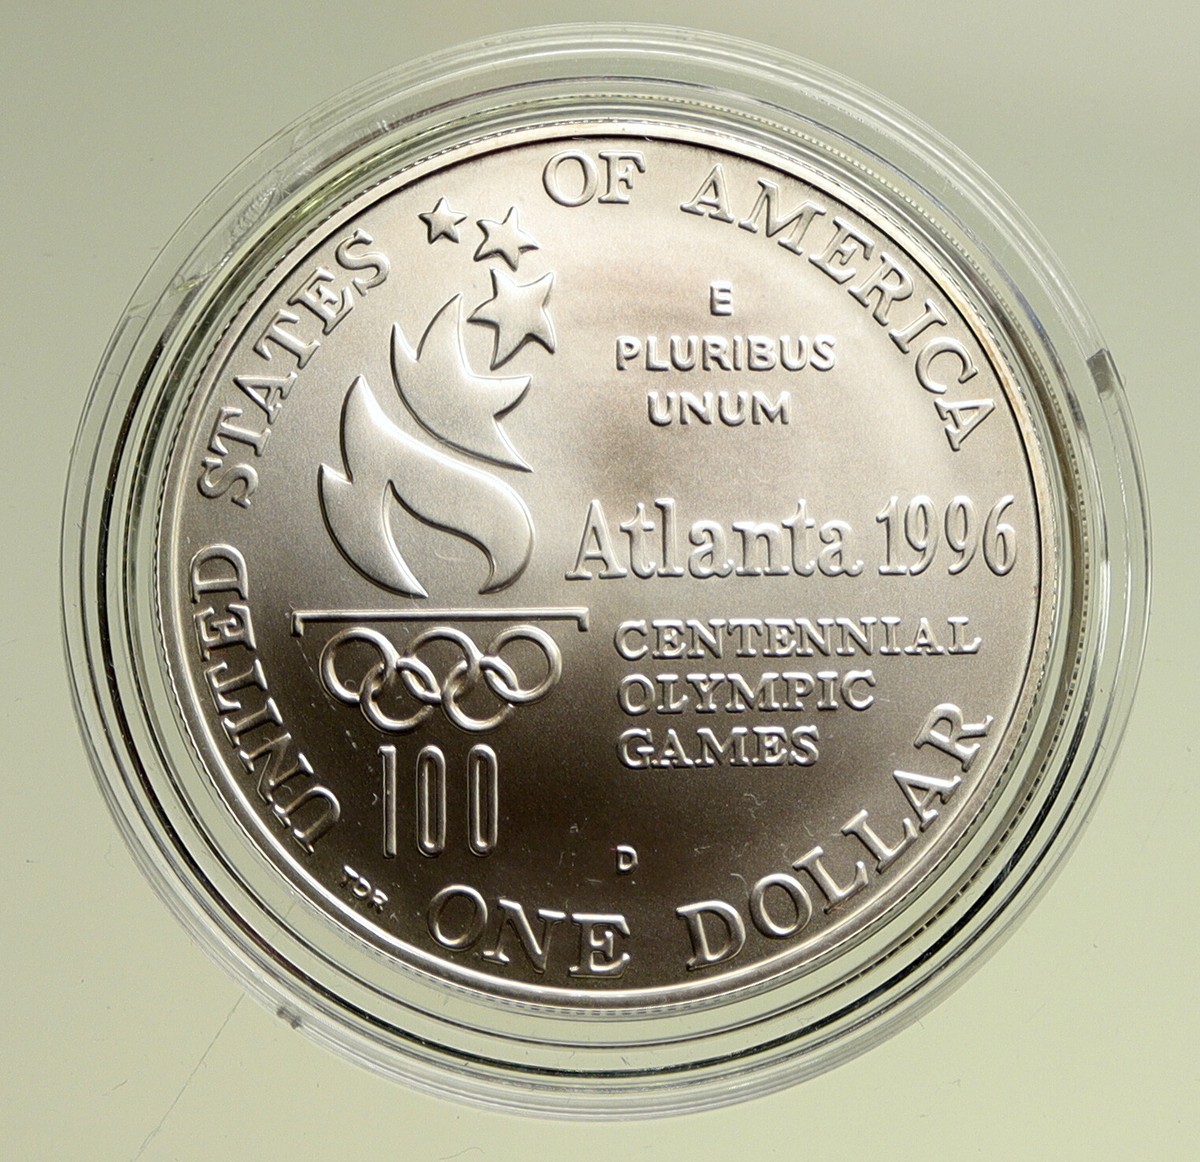 UNITED STATES OF AMERICA
E
PLURIBUS
UNUM
Atlanta 1996
CENTENNIAL
OLYMPIC
GAMES
100
D
TDR
ONE DOLLAR